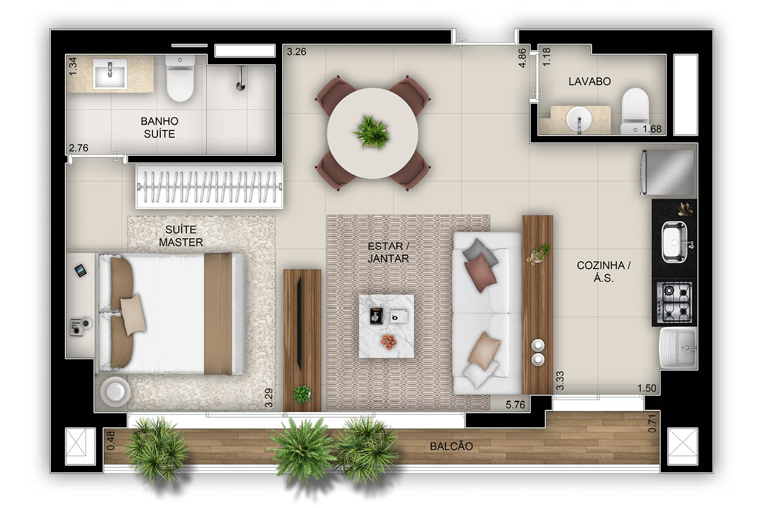 3.26
4.86
1.18
1.34
LAVABO
BANHO
SUÍTE
1.68
2.76
SUÍTE
MASTER
ESTAR /
JANTAR
COZINHA /
Á.S.
3.29
3.33
1.50
5.76
0.48
BALCÃO
0.71